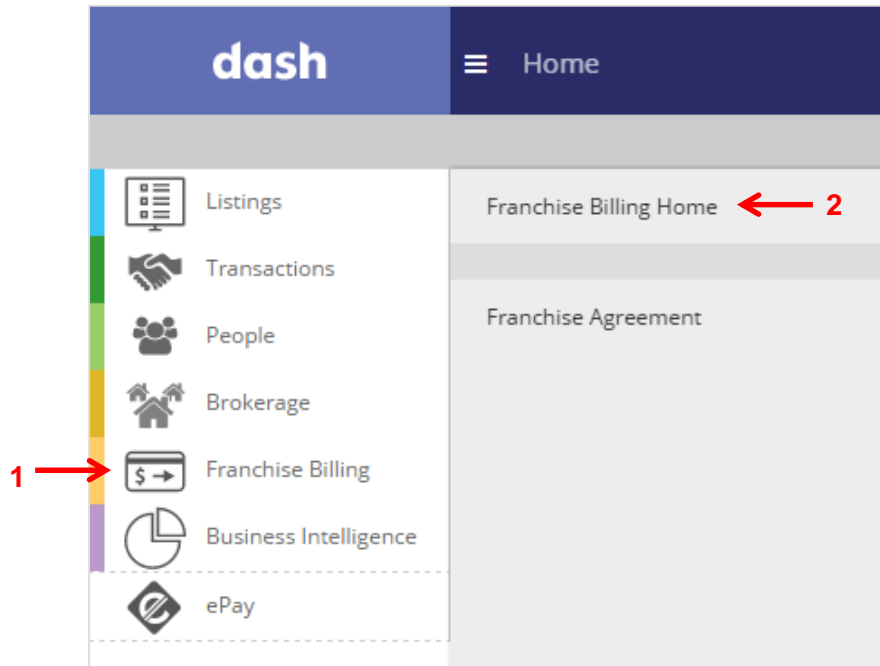 dash
Home
Listings
Transactions
People
Brokerage
1
$
Franchise Billing
Business Intelligence
ePay
Franchise Billing Home
2
Franchise Agreement